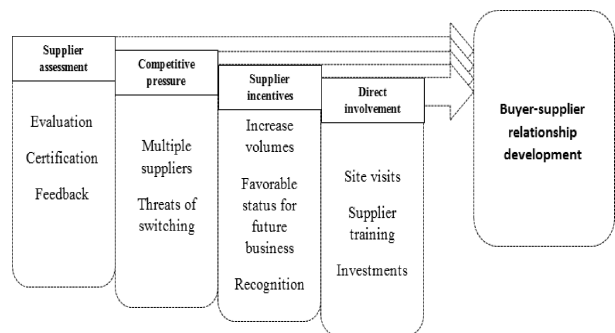 Supplier
assessment
Evaluation
Certification
Feedback
Competitive
pressure
Multiple
suppliers
Threats of
switching
Supplier
incentives
Increase
volumes
Favorable
status for
future
business
Recognition
Direct
involvement
Site visits
Supplier
training
Investments
Buyer-supplier
relationship
development